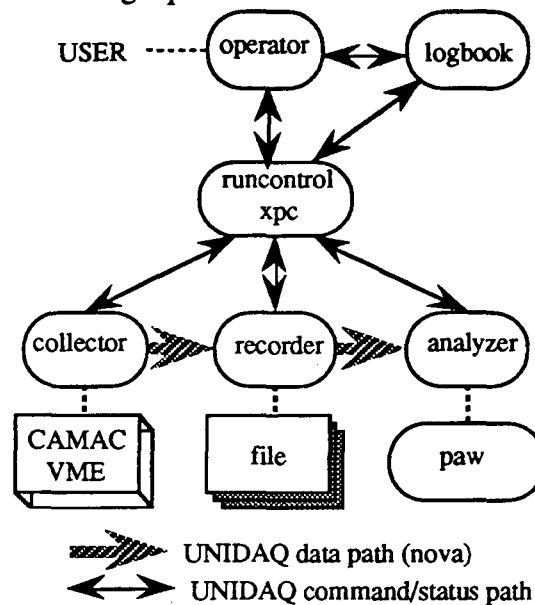 USER
operator
logbook
runcontrol
xpc
collector
recorder
analyzer
CAMAC
VME
file
paw
UNIDAQ data path (nova)
UNIDAQ command/status path